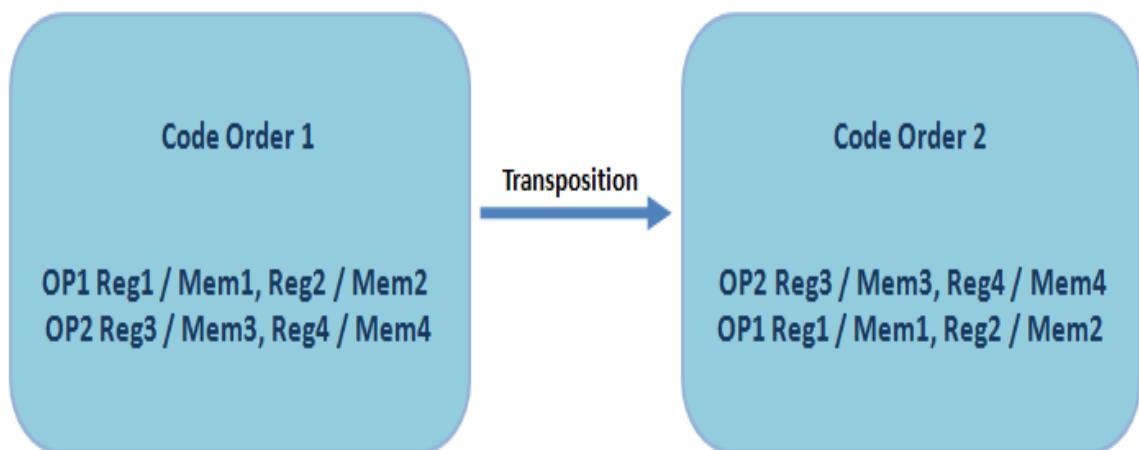 Code Order 1
OP1 Reg1 / Mem1, Reg2 / Mem2
OP2 Reg3 / Mem3, Reg4 / Mem4
Transposition
Code Order 2
OP2 Reg3 / Mem3, Reg4 / Mem4
OP1 Reg1 / Mem1, Reg2 / Mem2